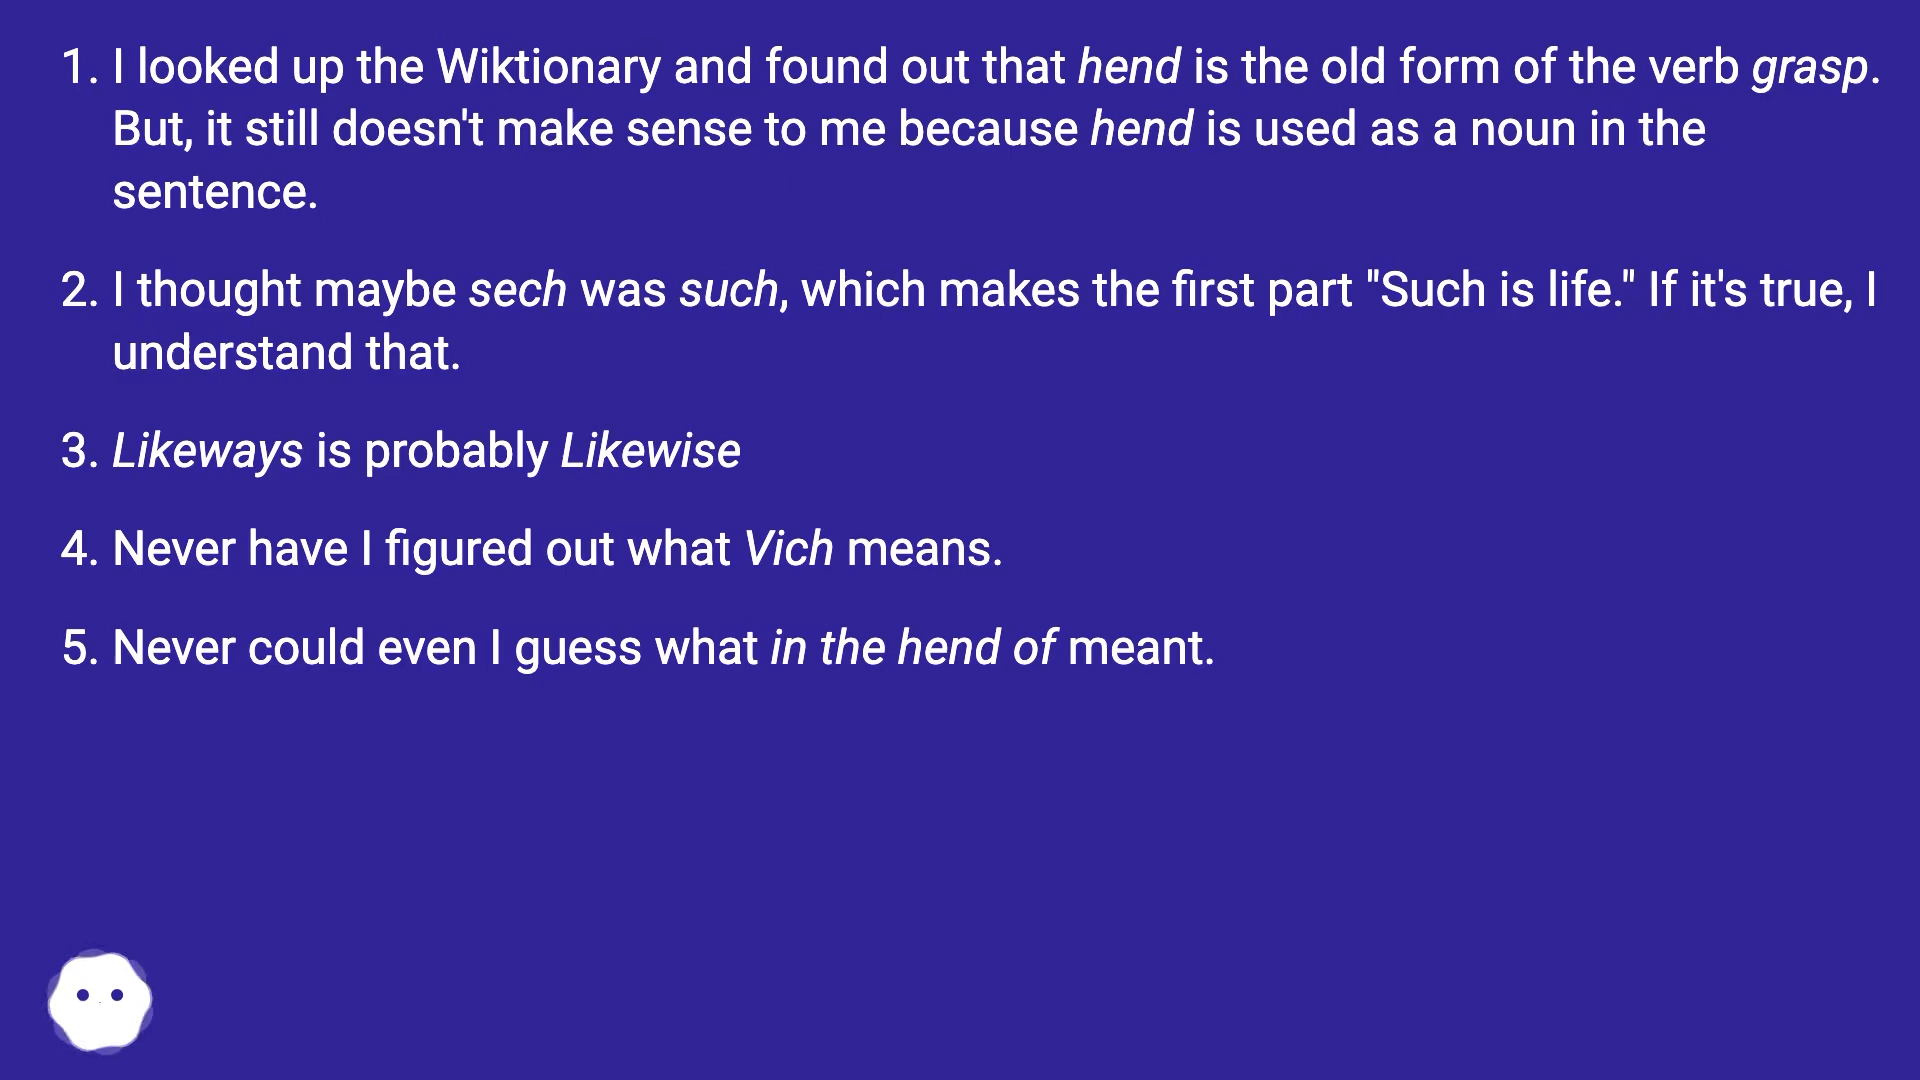 1. I looked up the Wiktionary and found out that hend is the old form of the verb grasp.
But, it still doesn't make sense to me because hend is used as a noun in the
sentence.
2. I thought maybe sech was such, which makes the first part "Such is life." If it's true, I
understand that.
3. Likeways is probably Likewise
4. Never have I figured out what Vich means.
5. Never could even I guess what in the hend of meant.